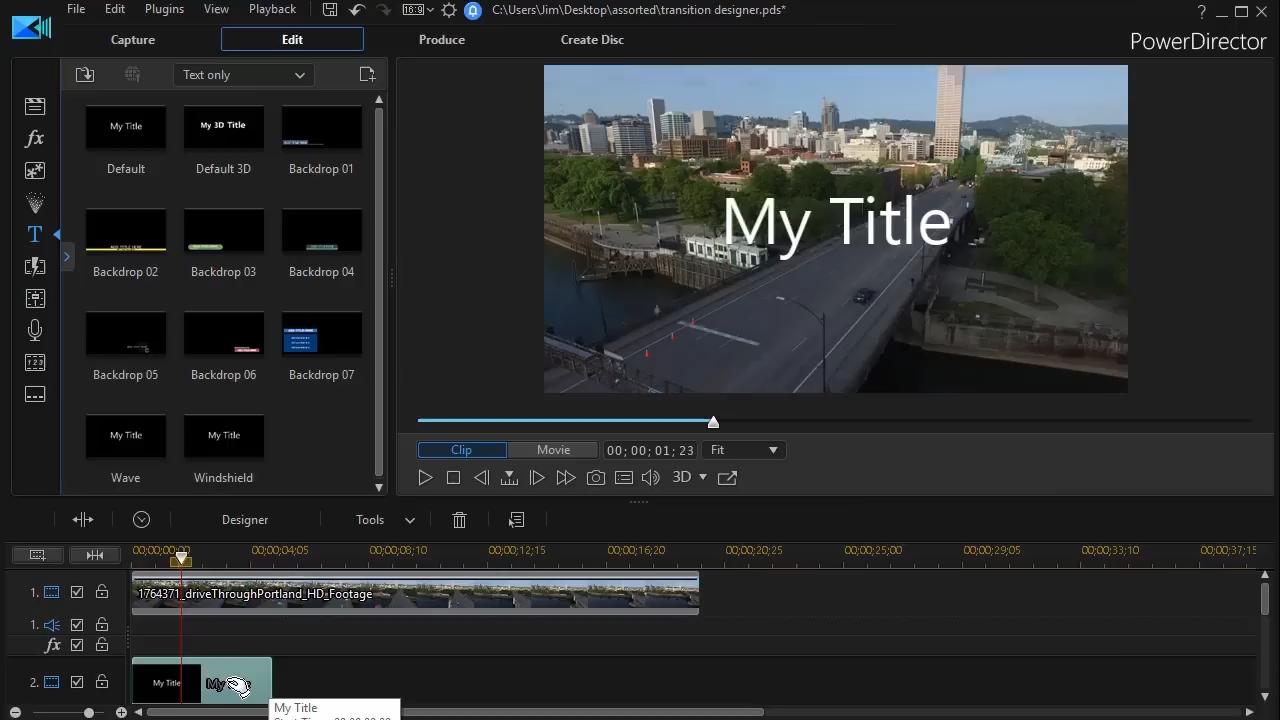 File Edit Plugins View Playback 16:9 C:\Users\Jim\Desktop\assorted\transition designer.pds* ?
Capture Edit Produce Create Disc PowerDirector
Text only
My Title My 3D Title
Default Default 3D Backdrop 01
Backdrop 02 Backdrop 03 Backdrop 04
Backdrop 05 Backdrop 06 Backdrop 07
My Title My Title
Wave Windshield
fx
T
My Title
Clip Movie 00; 00; 01; 23 Fit
3D
Designer Tools
00;00;00;00 00;00;04;05 00;00;08;10 00;00;12;15 00;00;16;20 00;00;20;25 00;00;25;00 00;00;29;05 00;00;33;10 00;00;37;15
1. 1764371_driveThroughPortland_HD_Footage
1.
fx
2. My Title My
My Title